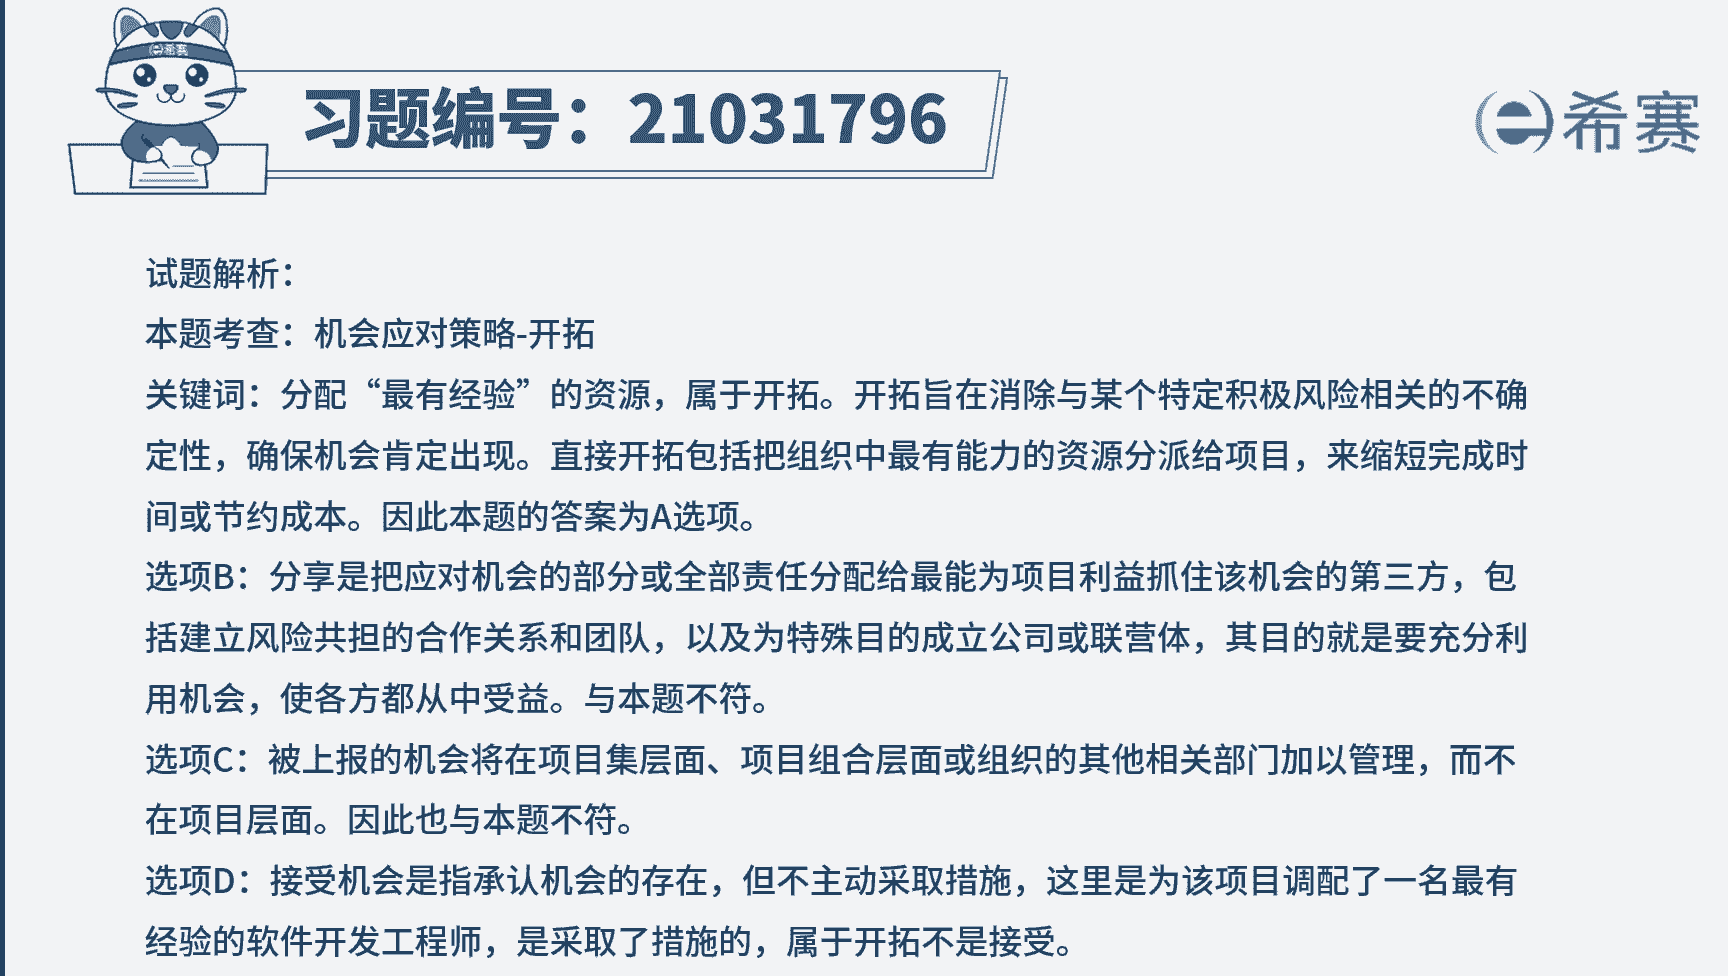 e希赛
习题编号：21031796
e希赛
试题解析：
本题考查：机会应对策略-开拓
关键词：分配“最有经验”的资源，属于开拓。开拓旨在消除与某个特定积极风险相关的不确
定性，确保机会肯定出现。直接开拓包括把组织中最有能力的资源分派给项目，来缩短完成时
间或节约成本。因此本题的答案为A选项。
选项B：分享是把应对机会的部分或全部责任分配给最能为项目利益抓住该机会的第三方，包
括建立风险共担的合作关系和团队，以及为特殊目的成立公司或联营体，其目的就是要充分利
用机会，使各方都从中受益。与本题不符。
选项C：被上报的机会将在项目集层面、项目组合层面或组织的其他相关部门加以管理，而不
在项目层面。因此也与本题不符。
选项D：接受机会是指承认机会的存在，但不主动采取措施，这里是为该项目调配了一名最有
经验的软件开发工程师，是采取了措施的，属于开拓不是接受。